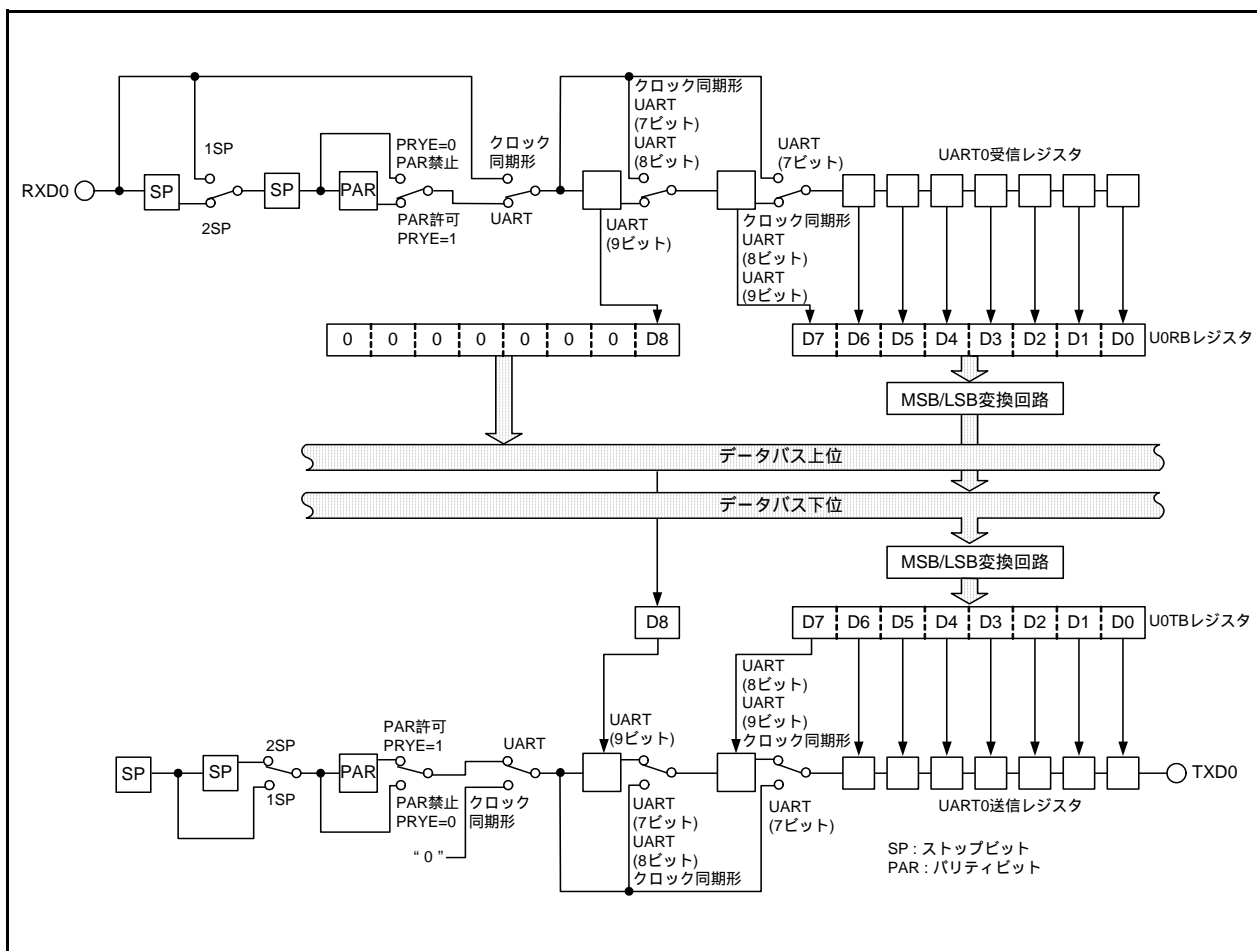 クロック同期形
UART
(7ビット)
UART
(8ビット)
PRYE=0
PAR禁止
クロック
同期形
UART
(7ビット)
UART0受信レジスタ
1SP
RXD0
SP
SP
PAR
2SP
PAR許可
PRYE=1
UART
UART
(9ビット)
クロック同期形
UART
(8ビット)
UART
(9ビット)
0 0 0 0 0 0 0 D8
D7 D6 D5 D4 D3 D2 D1 D0
U0RBレジスタ
MSB/LSB変換回路
データバス上位
データバス下位
MSB/LSB変換回路
D8
D7 D6 D5 D4 D3 D2 D1 D0
U0TBレジスタ
UART
(8ビット)
UART
(9ビット)
クロック同期形
PAR許可
PRYE=1
UART
UART
(9ビット)
2SP
SP
SP
PAR
TXD0
1SP
PAR禁止
PRYE=0
クロック
同期形
UART
(7ビット)
UART
(8ビット)
クロック同期形
UART
(7ビット)
UART0送信レジスタ
“ 0 ”
SP : ストップビット
PAR : パリティビット